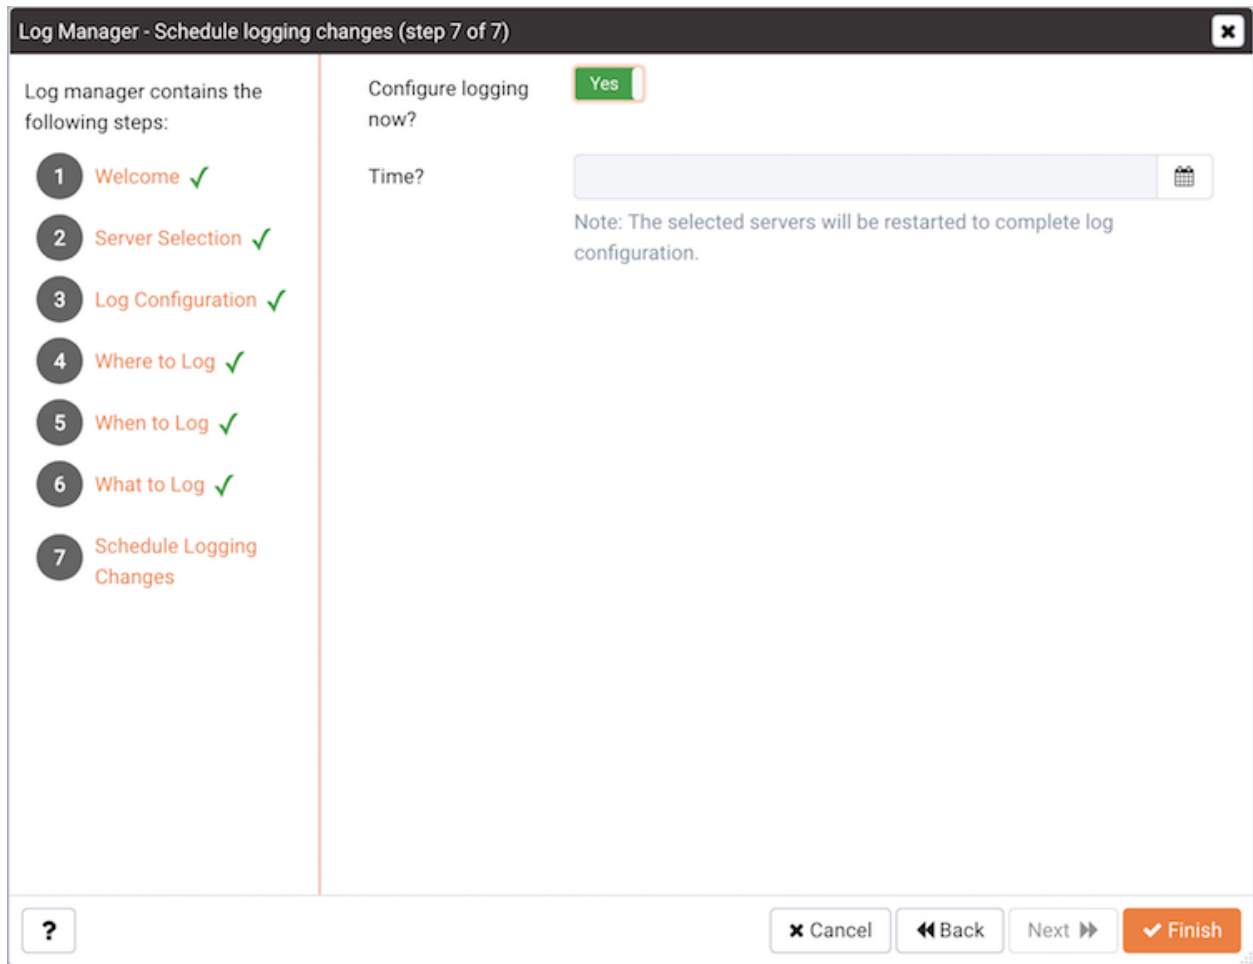 Log Manager - Schedule logging changes (step 7 of 7)
Log manager contains the
following steps:
1 Welcome
2 Server Selection
3 Log Configuration
4 Where to Log
5 When to Log
6 What to Log
7 Schedule Logging
Changes
Configure logging
now?
Yes
Time?
Note: The selected servers will be restarted to complete log
configuration.
?
Cancel
Back
Next
Finish